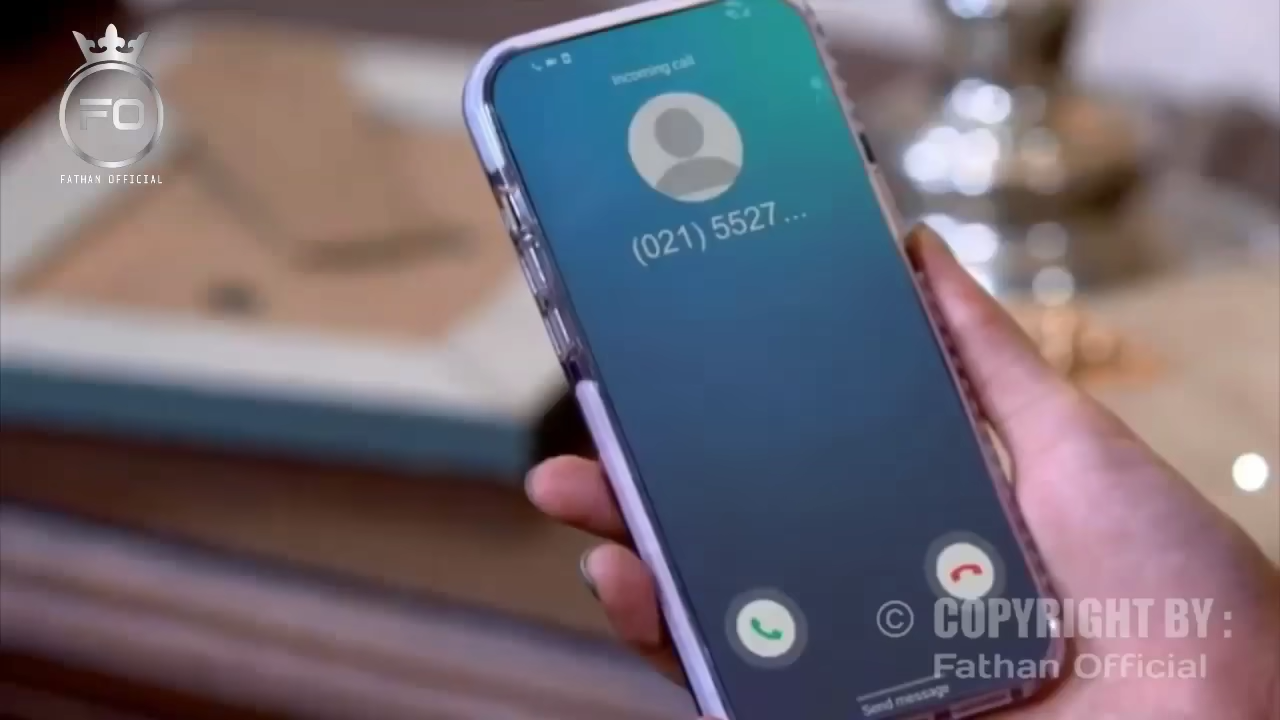 FO
FATHAN OFFICIAL
Incoming call
(021) 5527...
© COPYRIGHT BY :
Fathan Official
Send message